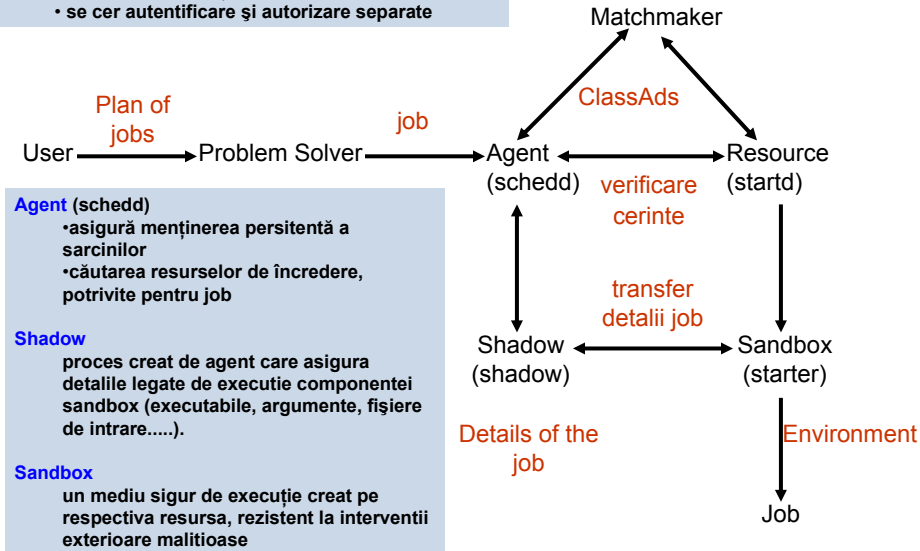 • se cer autentificare şi autorizare separate
Matchmaker
ClassAds
Plan of
jobs
job
User
Problem Solver
Agent
(schedd)
Resource
(startd)
verificare
cerinte
Agent (schedd)
•asigură menţinerea persitentă a
sarcinilor
•căutarea resurselor de încredere,
potrivite pentru job
Shadow
proces creat de agent care asigura
detalile legate de executie componentei
sandbox (executabile, argumente, fişiere
de intrare.....).
Sandbox
un mediu sigur de execuţie creat pe
respectiva resursa, rezistent la interventii
exterioare malitioase
transfer
detalii job
Shadow
(shadow)
Sandbox
(starter)
Details of the
job
Environment
Job